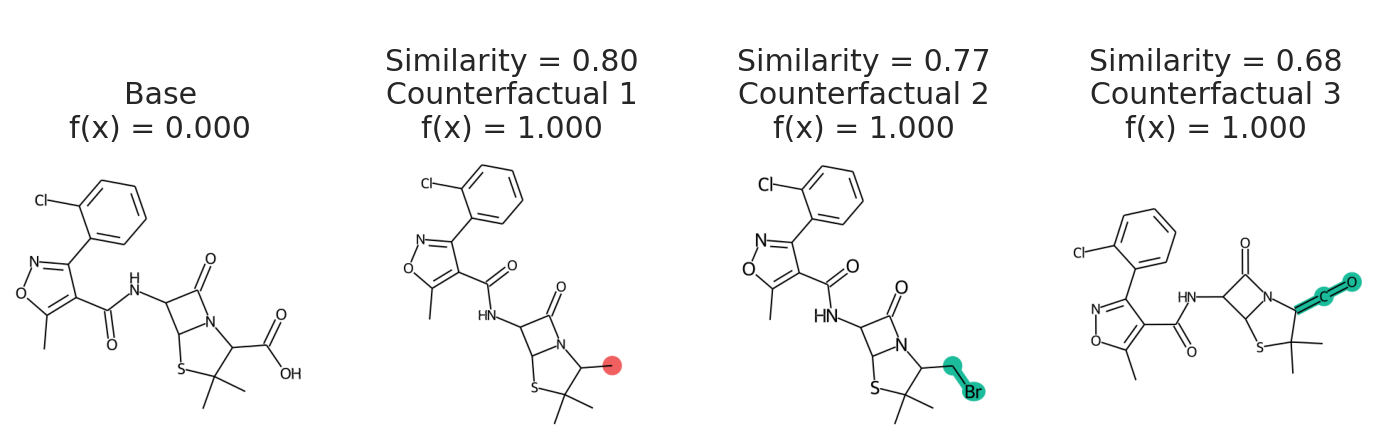 Base
f(x) = 0.000
Similarity = 0.80
Counterfactual 1
f(x) = 1.000
Similarity = 0.77
Counterfactual 2
f(x) = 1.000
Similarity = 0.68
Counterfactual 3
f(x) = 1.000
Cl
N
O
H
N
O
O
N
S
O
OH
Cl
N
O
O
HN
O
N
S
Cl
N
O
O
HN
O
N
S
Br
Cl
N
O
HN
O
O
N
S
C
O